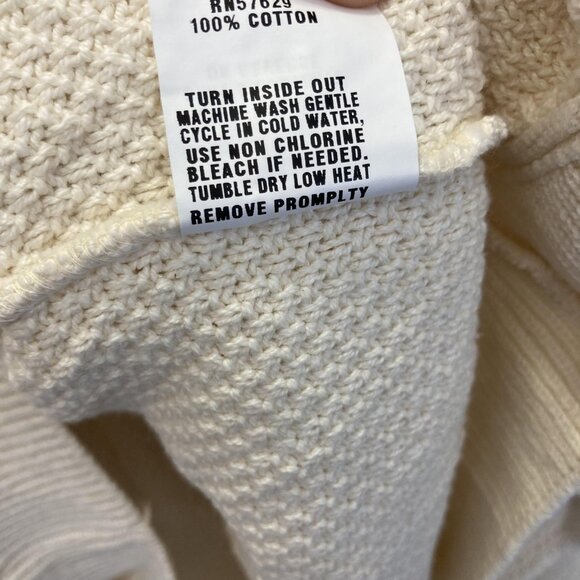 RN57629
100% COTTON
TURN INSIDE OUT
MACHINE WASH GENTLE
CYCLE IN COLD WATER,
USE NON CHLORINE
BLEACH IF NEEDED.
TUMBLE DRY LOW HEAT
REMOVE PROMPLTY